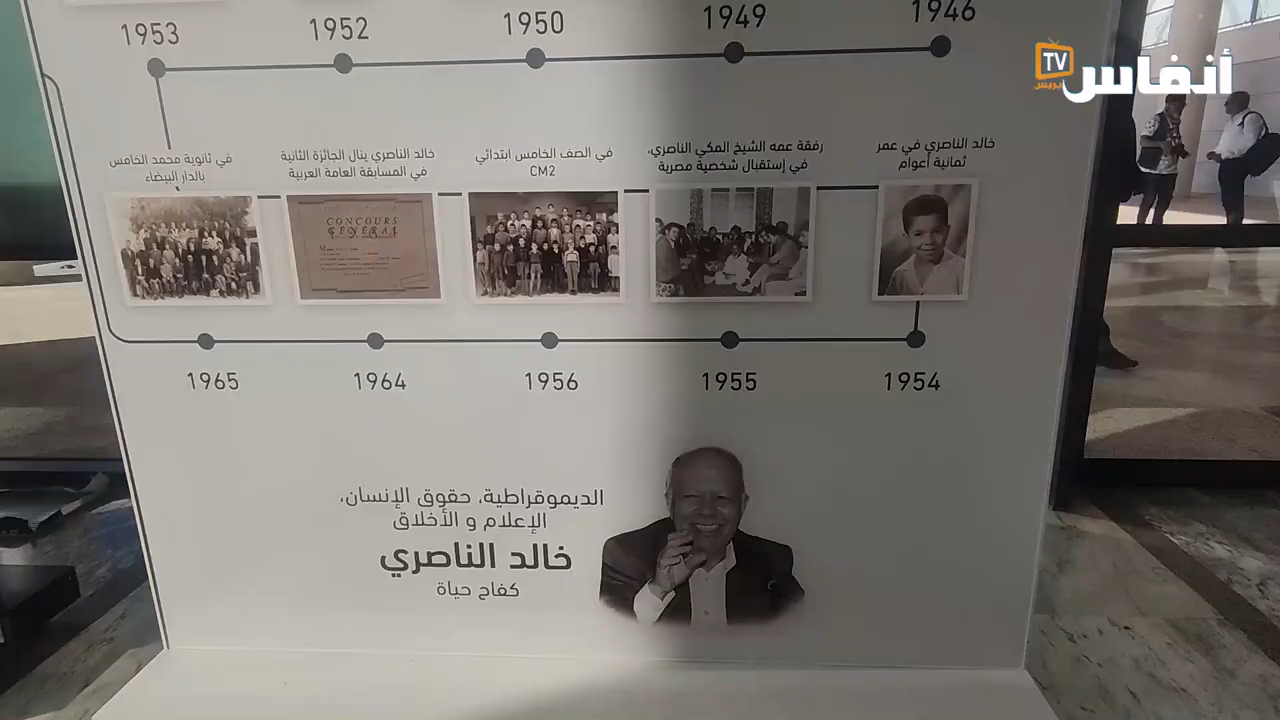 1946
1949
1950
1952
1953
TV
أنفاس
بريس
خالد الناصري في عمر
ثمانية أعوام
رفقة عمه الشيخ المكي الناصري،
في إستقبال شخصية مصرية
في الصف الخامس ابتدائي
CM2
خالد الناصري ينال الجائزة الثانية
في المسابقة العامة العربية
في ثانوية محمد الخامس
بالدار البيضاء
CONCOURS
GENERAL
1954
1955
1956
1964
1965
الديموقراطية، حقوق الإنسان،
الإعلام و الأخلاق
خالد الناصري
كفاح حياة